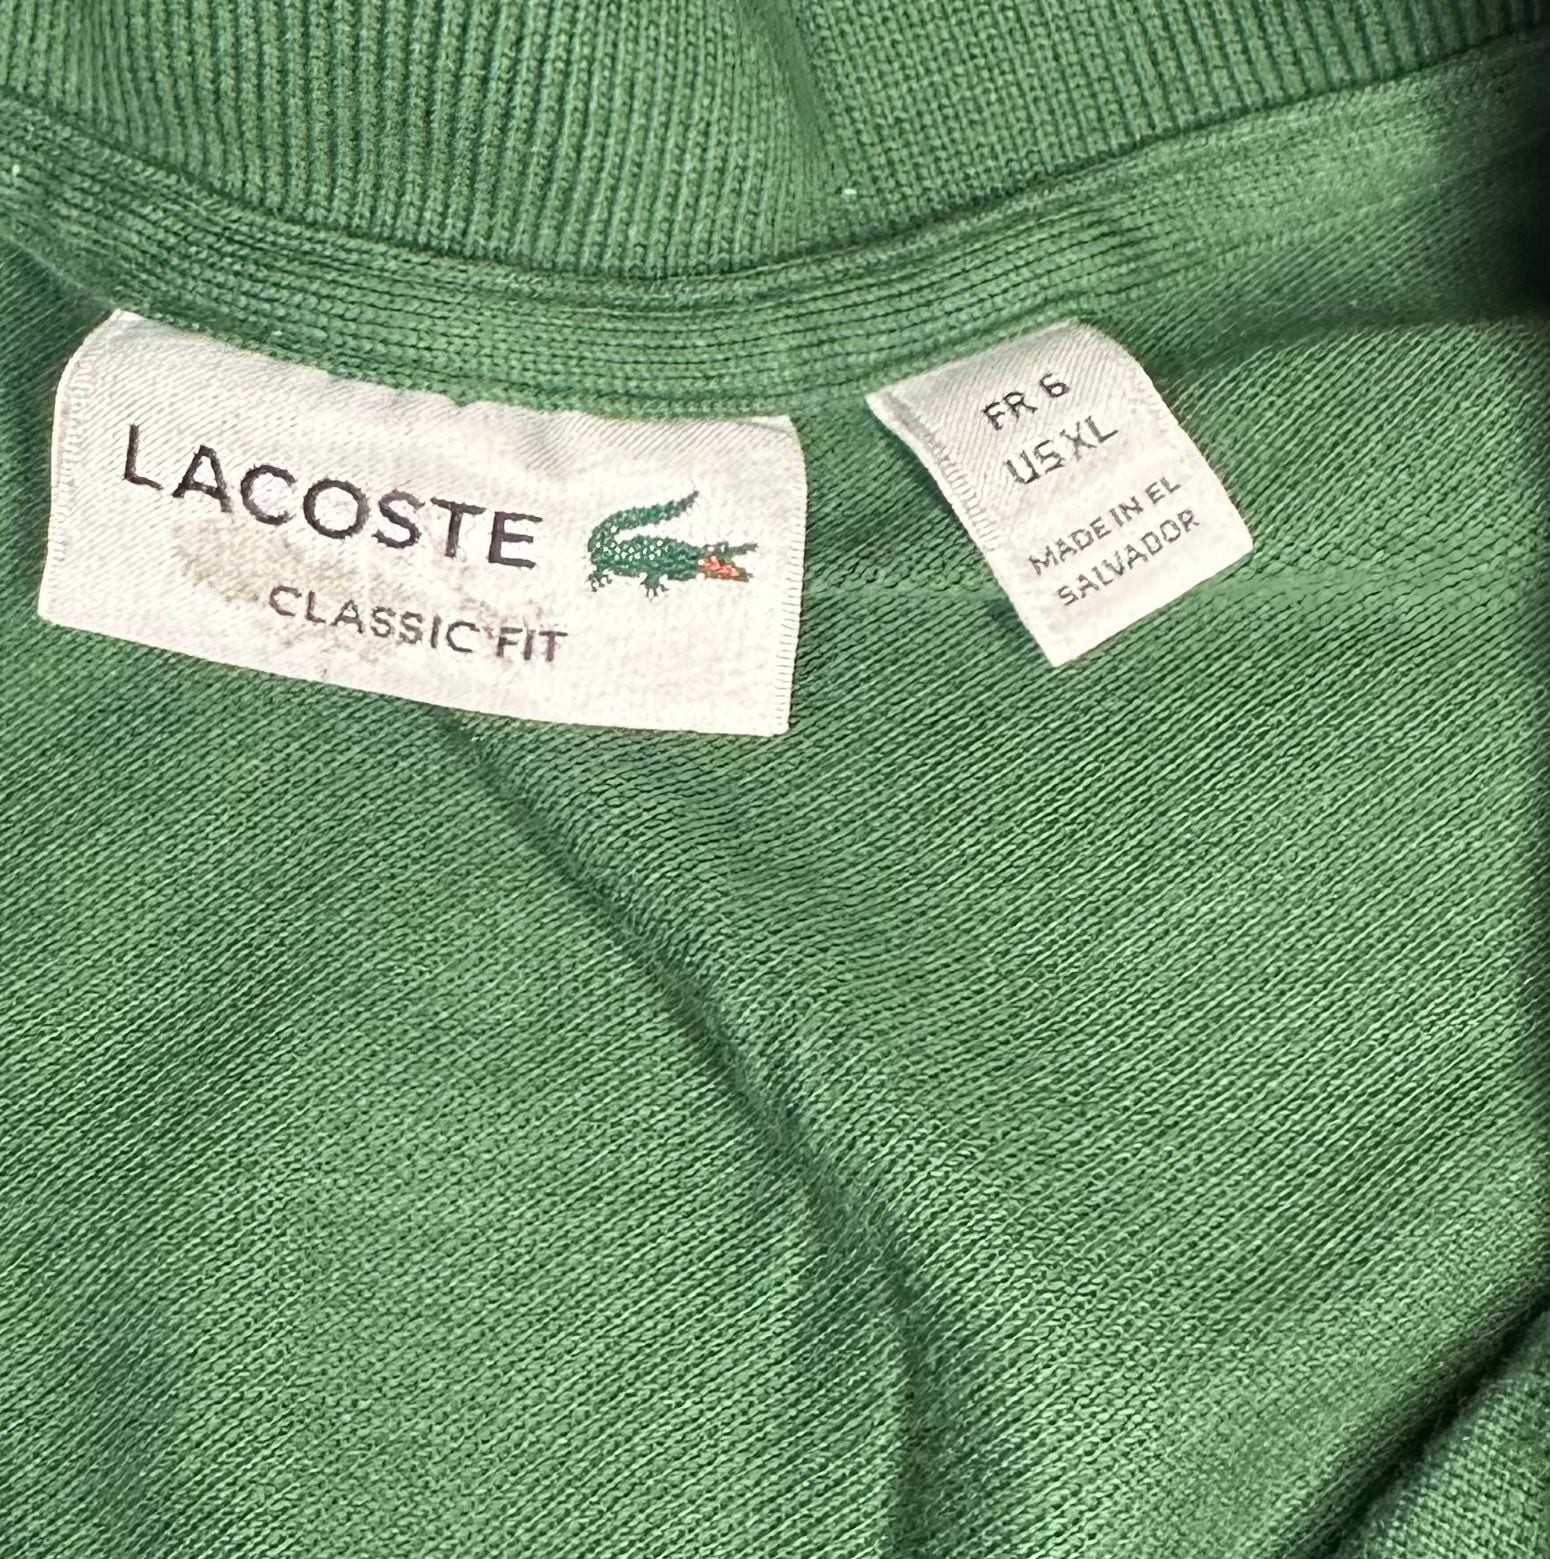 LACOSTE
CLASSIC FIT
FR 6
US XL
MADE IN EL
SALVADOR